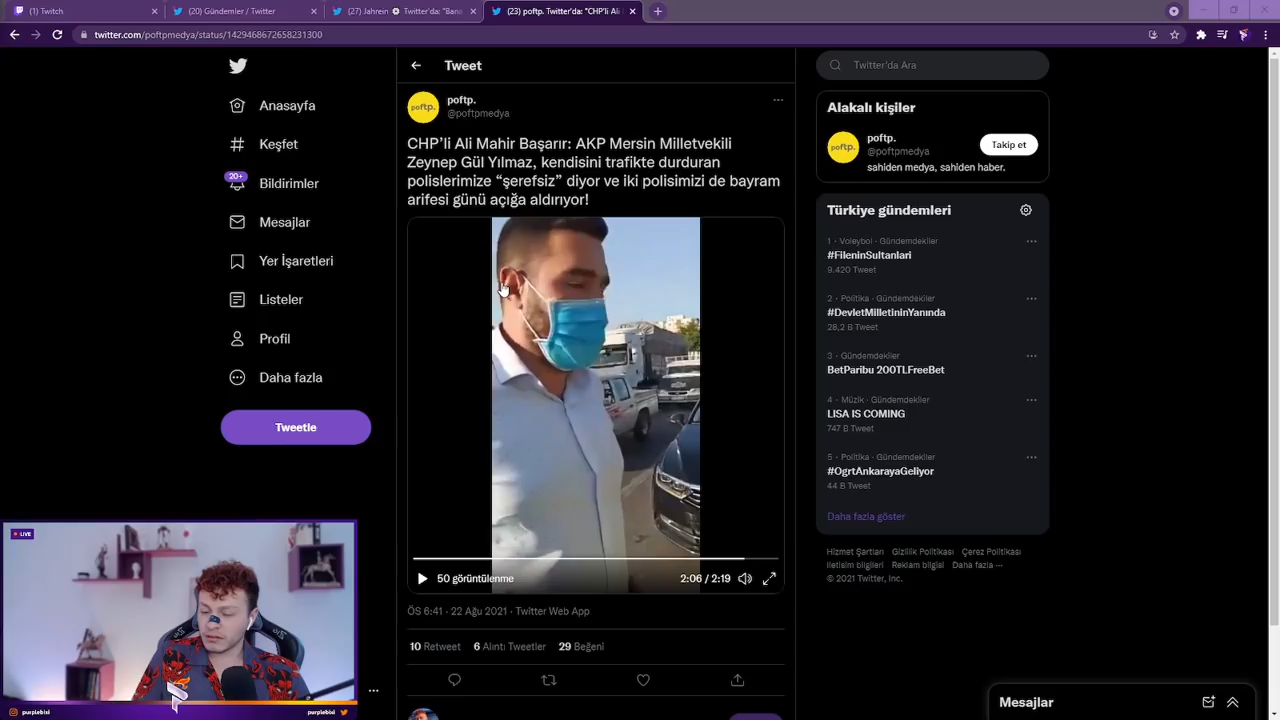 (1) Twitch
(20) Gündemler / Twitter
(27) Jahrein Twitter'da: "Bana
(23) poftp. Twitter'da: "CHP'li Ali
twitter.com/poftpmedya/status/1429468672658231300
Anasayfa
Keşfet
20+
Bildirimler
Mesajlar
Yer İşaretleri
Listeler
Profil
Daha fazla
Tweetle
Tweet
poftp.
poftp.
@poftpmedya
CHP'li Ali Mahir Başarır: AKP Mersin Milletvekili
Zeynep Gül Yılmaz, kendisini trafikte durduran
polislerimize "şerefsiz" diyor ve iki polisimizi de bayram
arifesi günü açığa aldırıyor!
50 görüntülenme
2:06 / 2:19
ÖS 6:41 · 22 Ağu 2021 · Twitter Web App
10 Retweet 6 Alıntı Tweetler 29 Beğeni
Twitter'da Ara
Alakalı kişiler
poftp.
poftp.
@poftpmedya
Takip et
sahiden medya, sahiden haber.
Türkiye gündemleri
1 · Voleybol · Gündemdekiler
#FileninSultanlari
9.420 Tweet
2 · Politika · Gündemdekiler
#DevletMilletininYanında
28,2 B Tweet
3 · Gündemdekiler
BetParibu 200TLFreeBet
4 · Müzik · Gündemdekiler
LISA IS COMING
747 B Tweet
5 · Politika · Gündemdekiler
#OgrtAnkarayaGeliyor
44 B Tweet
Daha fazla göster
Hizmet Şartları Gizlilik Politikası Çerez Politikası
İletişim bilgileri Reklam bilgisi Daha fazla ···
© 2021 Twitter, Inc.
Mesajlar
LIVE
purplebixi
purplebixi